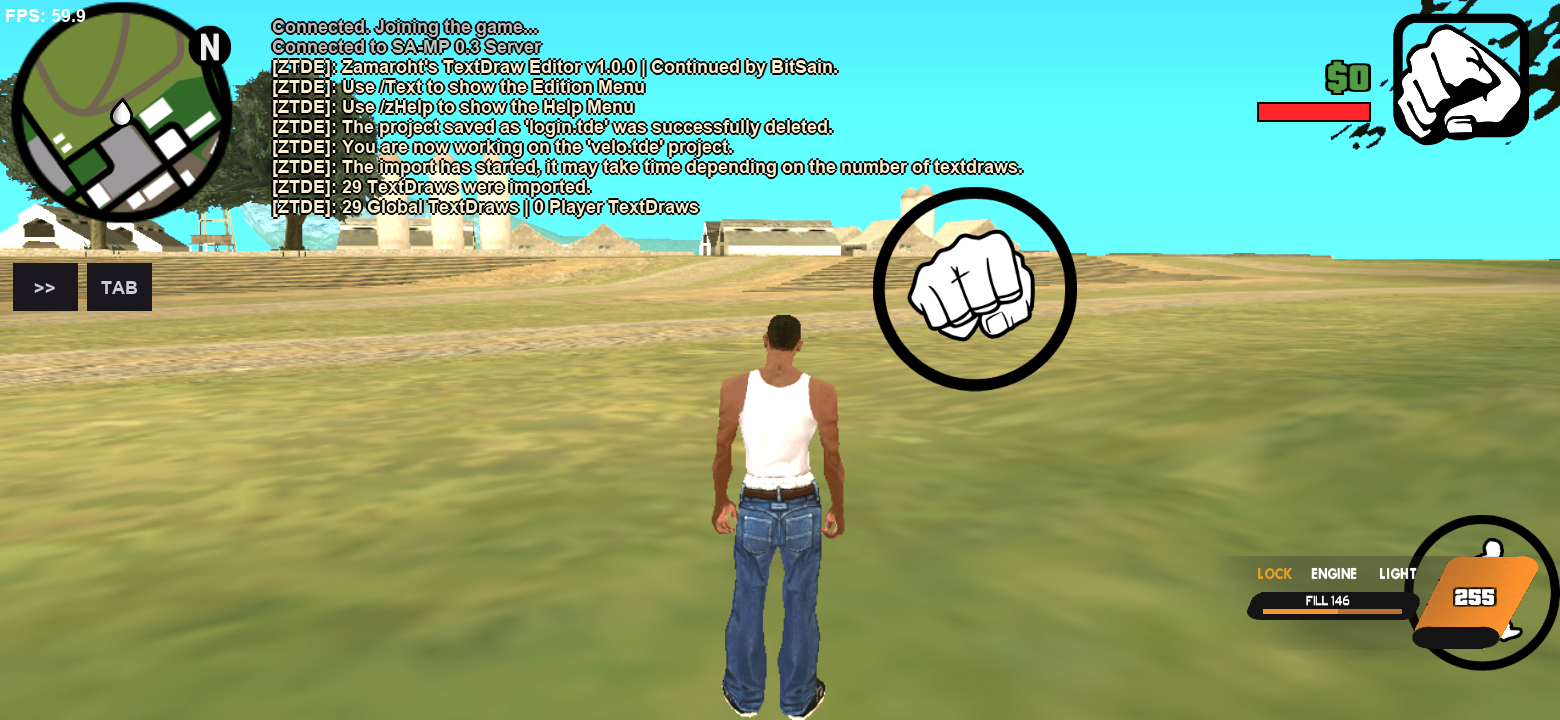 FPS: 59.9
N
Connected. Joining the game...
Connected to SA-MP 0.3 Server
[ZTDE]: Zamaroht's TextDraw Editor v1.0.0 | Continued by BitSain.
[ZTDE]: Use /Text to show the Edition Menu
[ZTDE]: Use /zHelp to show the Help Menu
[ZTDE]: The project saved as 'login.tde' was successfully deleted.
[ZTDE]: You are now working on the 'velo.tde' project.
[ZTDE]: The import has started, it may take time depending on the number of textdraws.
[ZTDE]: 29 TextDraws were imported.
[ZTDE]: 29 Global TextDraws | 0 Player TextDraws
$0
>> TAB
LOCK ENGINE LIGHT
FILL 146
255